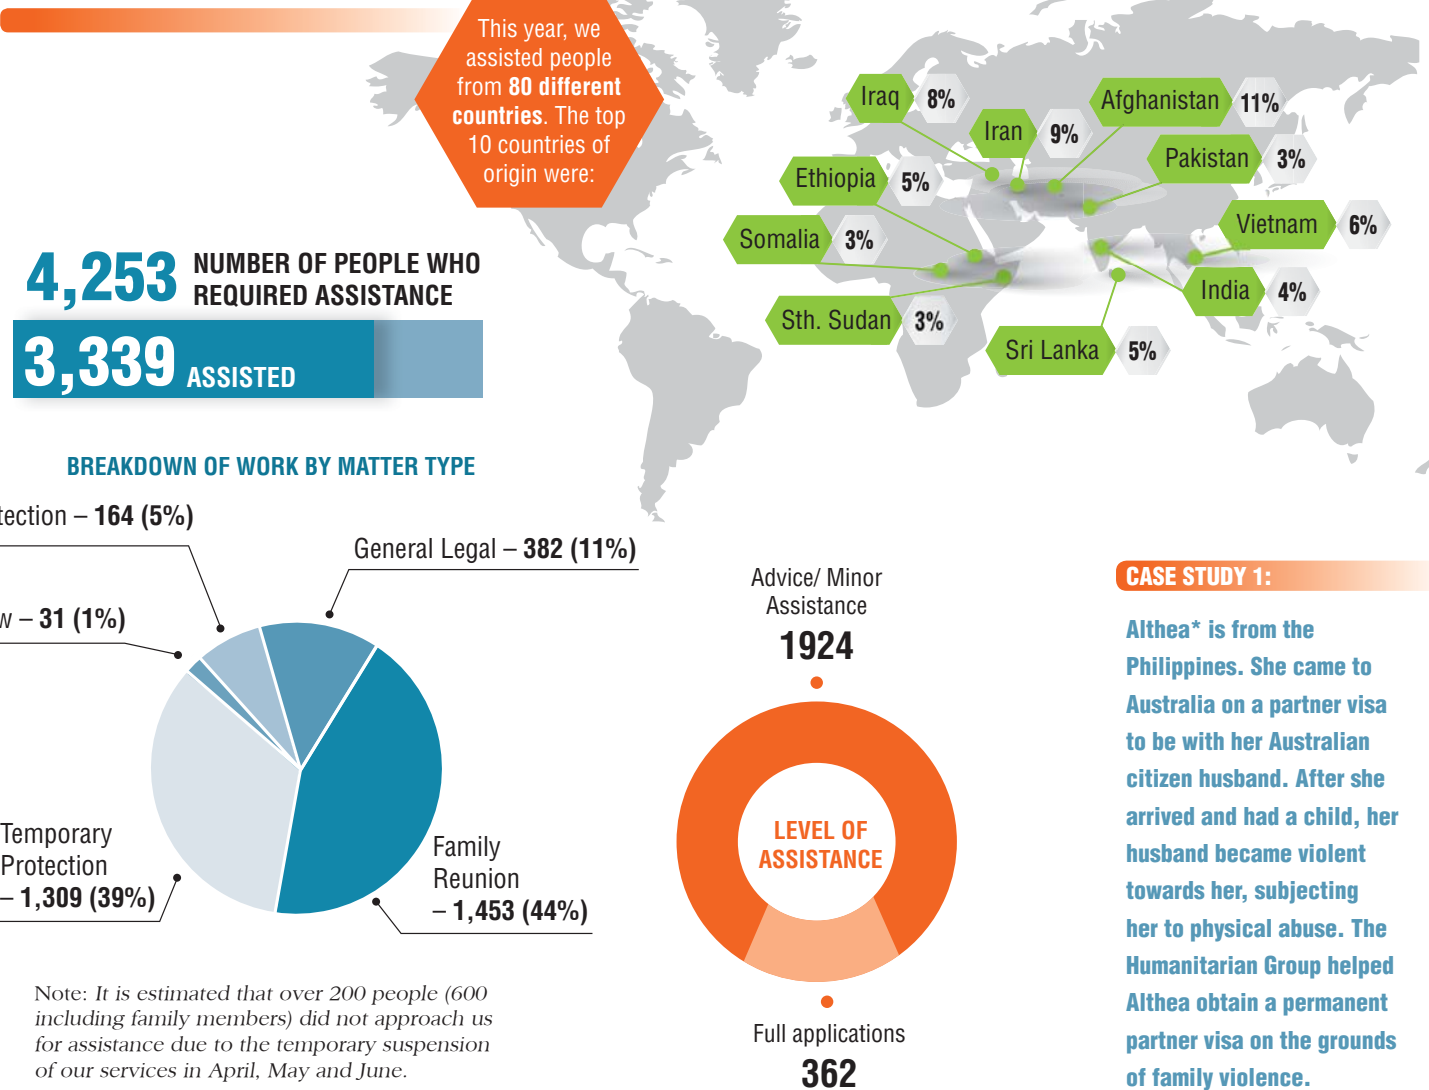 This year, we
assisted people
from 80 different
countries. The top
10 countries of
origin were:
Iraq 8%
Iran 9%
Afghanistan 11%
Pakistan 3%
Ethiopia 5%
Somalia 3%
Vietnam 6%
India 4%
Sth. Sudan 3%
Sri Lanka 5%
4,253 NUMBER OF PEOPLE WHO
REQUIRED ASSISTANCE
3,339 ASSISTED
BREAKDOWN OF WORK BY MATTER TYPE
tection – 164 (5%)
General Legal – 382 (11%)
w – 31 (1%)
Temporary
Protection
– 1,309 (39%)
Family
Reunion
– 1,453 (44%)
Note: It is estimated that over 200 people (600
including family members) did not approach us
for assistance due to the temporary suspension
of our services in April, May and June.
Advice/ Minor
Assistance
1924
LEVEL OF
ASSISTANCE
Full applications
362
CASE STUDY 1:
Althea* is from the
Philippines. She came to
Australia on a partner visa
to be with her Australian
citizen husband. After she
arrived and had a child, her
husband became violent
towards her, subjecting
her to physical abuse. The
Humanitarian Group helped
Althea obtain a permanent
partner visa on the grounds
of family violence.